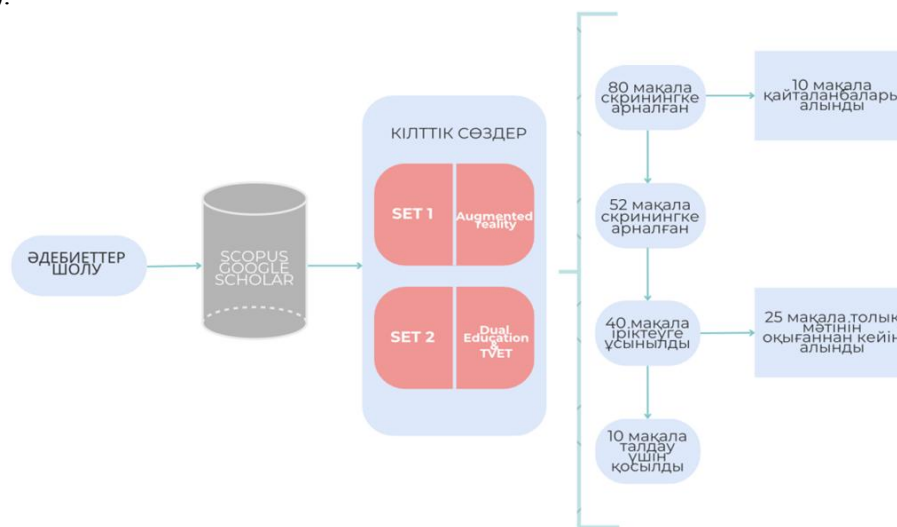 ӘДЕБИЕТТЕР
ШОЛУ
SCOPUS
GOOGLE
SCHOLAR
КІЛТТІК СӨЗДЕР
SET 1
Augmented
reality
SET 2
Dual
Education
&
TVET
80 мақала
скринингке
арналған
10 мақала
қайталанбалары
алынды
52 мақала
скринингке
арналған
40 мақала
іріктеуге
ұсынылды
25 мақала толық
мәтінін
оқығаннан кейін
алынды
10 мақала
талдау
үшін
қосылды